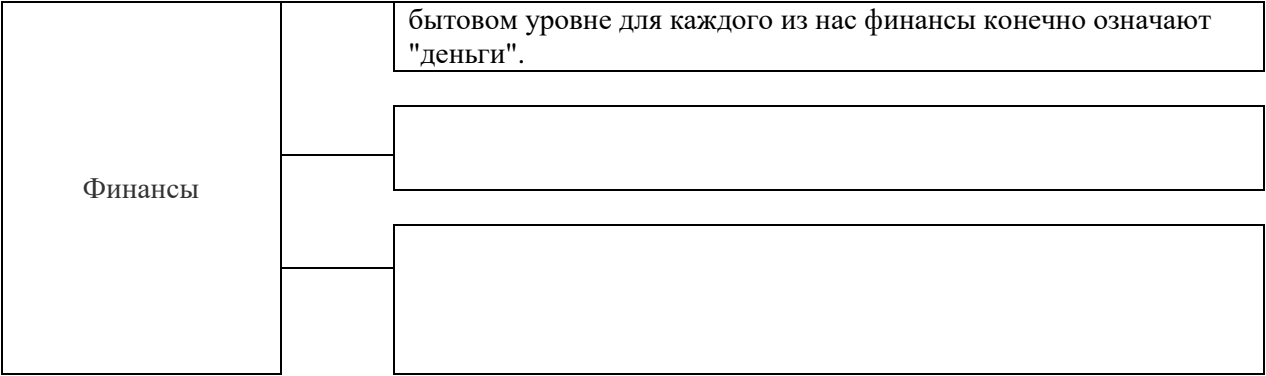 бытовом уровне для каждого из нас финансы конечно означают
"деньги".
Финансы